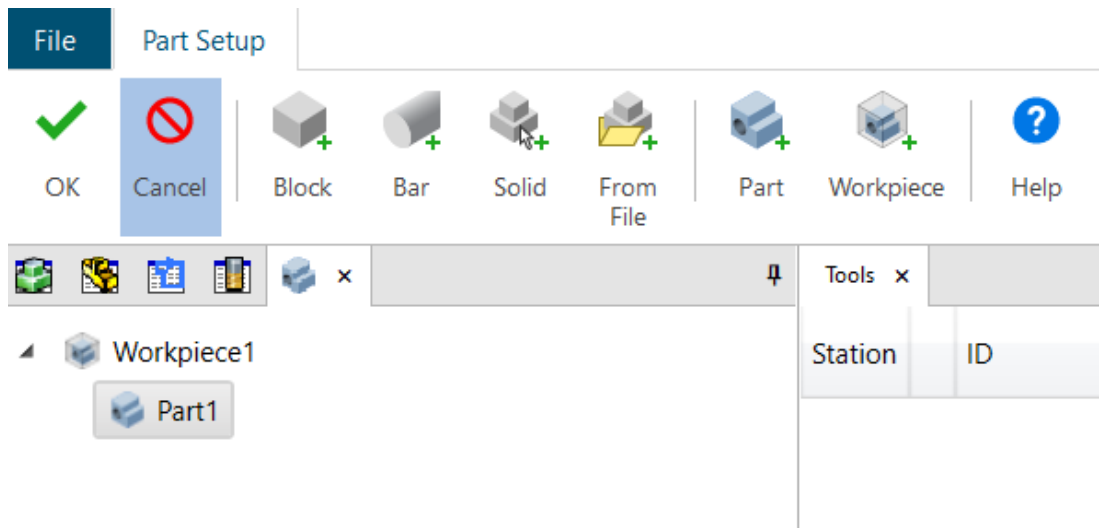 File Part Setup
OK Cancel Block Bar Solid From File Part Workpiece Help
Tools
Station ID
Workpiece1
Part1